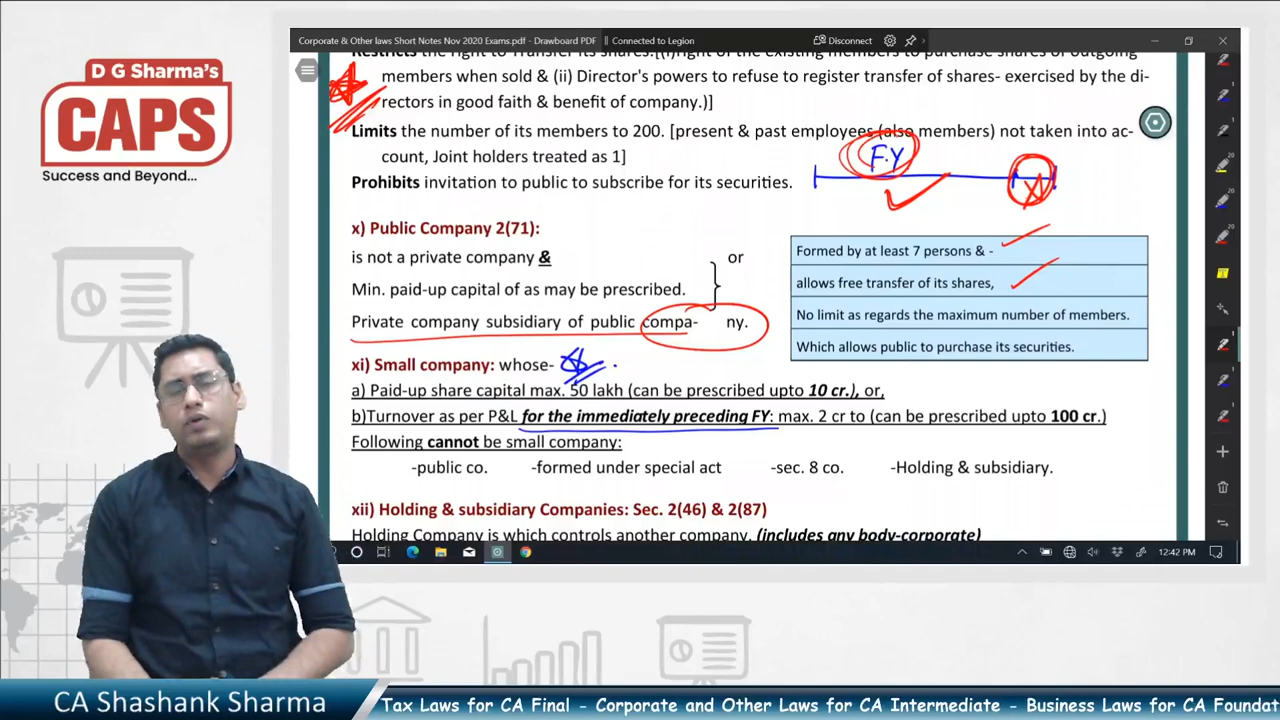 D G Sharma's
CAPS
Success and Beyond...
Corporate & Other laws Short Notes Nov 2020 Exams.pdf - Drawboard PDF
Connected to Legion
Disconnect
members when sold & (ii) Director's powers to refuse to register transfer of shares- exercised by the di-
rectors in good faith & benefit of company.)]
Limits the number of its members to 200. [present & past employees (also members) not taken into ac-
count, Joint holders treated as 1]
F.Y
Prohibits invitation to public to subscribe for its securities.
x) Public Company 2(71):
is not a private company &
or
Min. paid-up capital of as may be prescribed.
Private company subsidiary of public compa- ny.
Formed by at least 7 persons & -
allows free transfer of its shares,
No limit as regards the maximum number of members.
Which allows public to purchase its securities.
xi) Small company: whose-
a) Paid-up share capital max. 50 lakh (can be prescribed upto 10 cr.), or,
b)Turnover as per P&L for the immediately preceding FY: max. 2 cr to (can be prescribed upto 100 cr.)
Following cannot be small company:
-public co. -formed under special act -sec. 8 co. -Holding & subsidiary.
xii) Holding & subsidiary Companies: Sec. 2(46) & 2(87)
Holding Company is which controls another company. (includes any body-corporate)
12:42 PM
CA Shashank Sharma
Tax Laws for CA Final - Corporate and Other Laws for CA Intermediate - Business Laws for CA Foundat